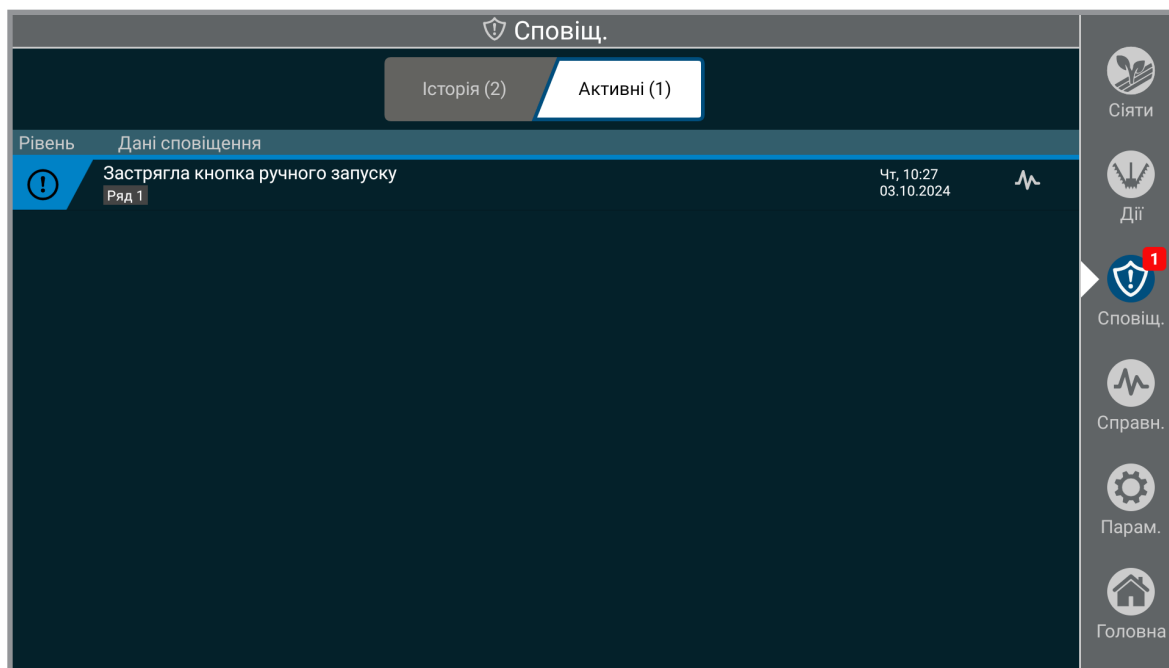 Сповіщ.
Історія (2)
Активні (1)
Рівень
Дані сповіщення
Застрягла кнопка ручного запуску
Ряд 1
Чт, 10:27
03.10.2024
Сіяти
Дії
1
Сповіщ.
Справн.
Парам.
Головна